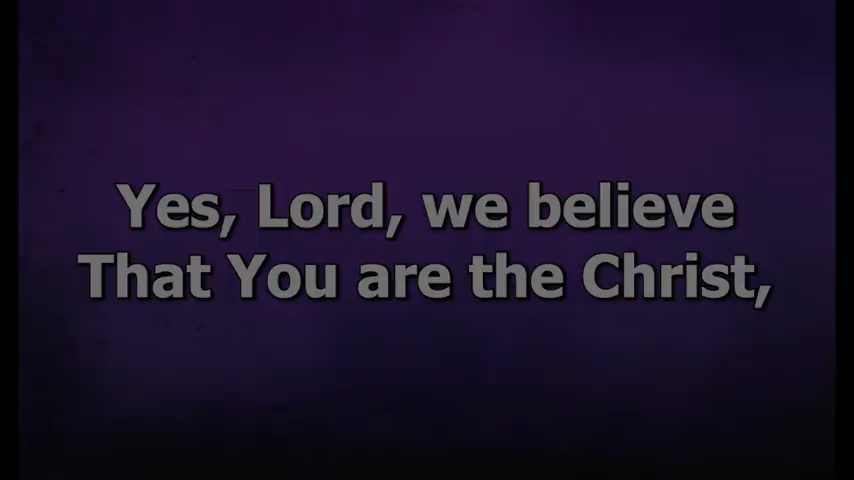 Yes, Lord, we believe
That You are the Christ,